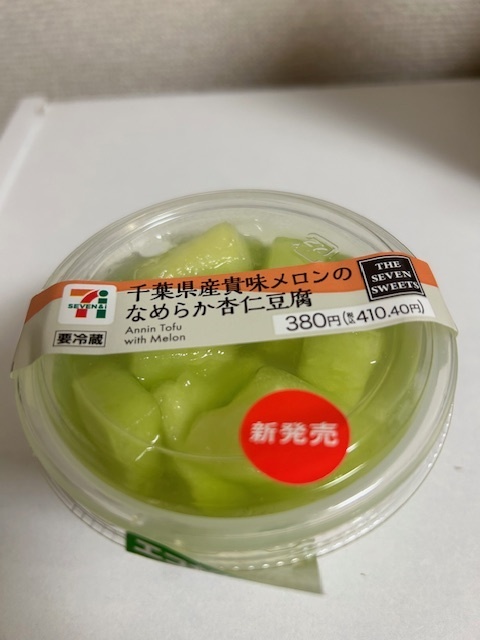 千葉県産貴味メロンの
なめらか杏仁豆腐
Annin Tofu
with Melon
7
SEVEN&i
要冷蔵
THE
SEVEN
SWEETS
380円(税込410.40円)
新発売